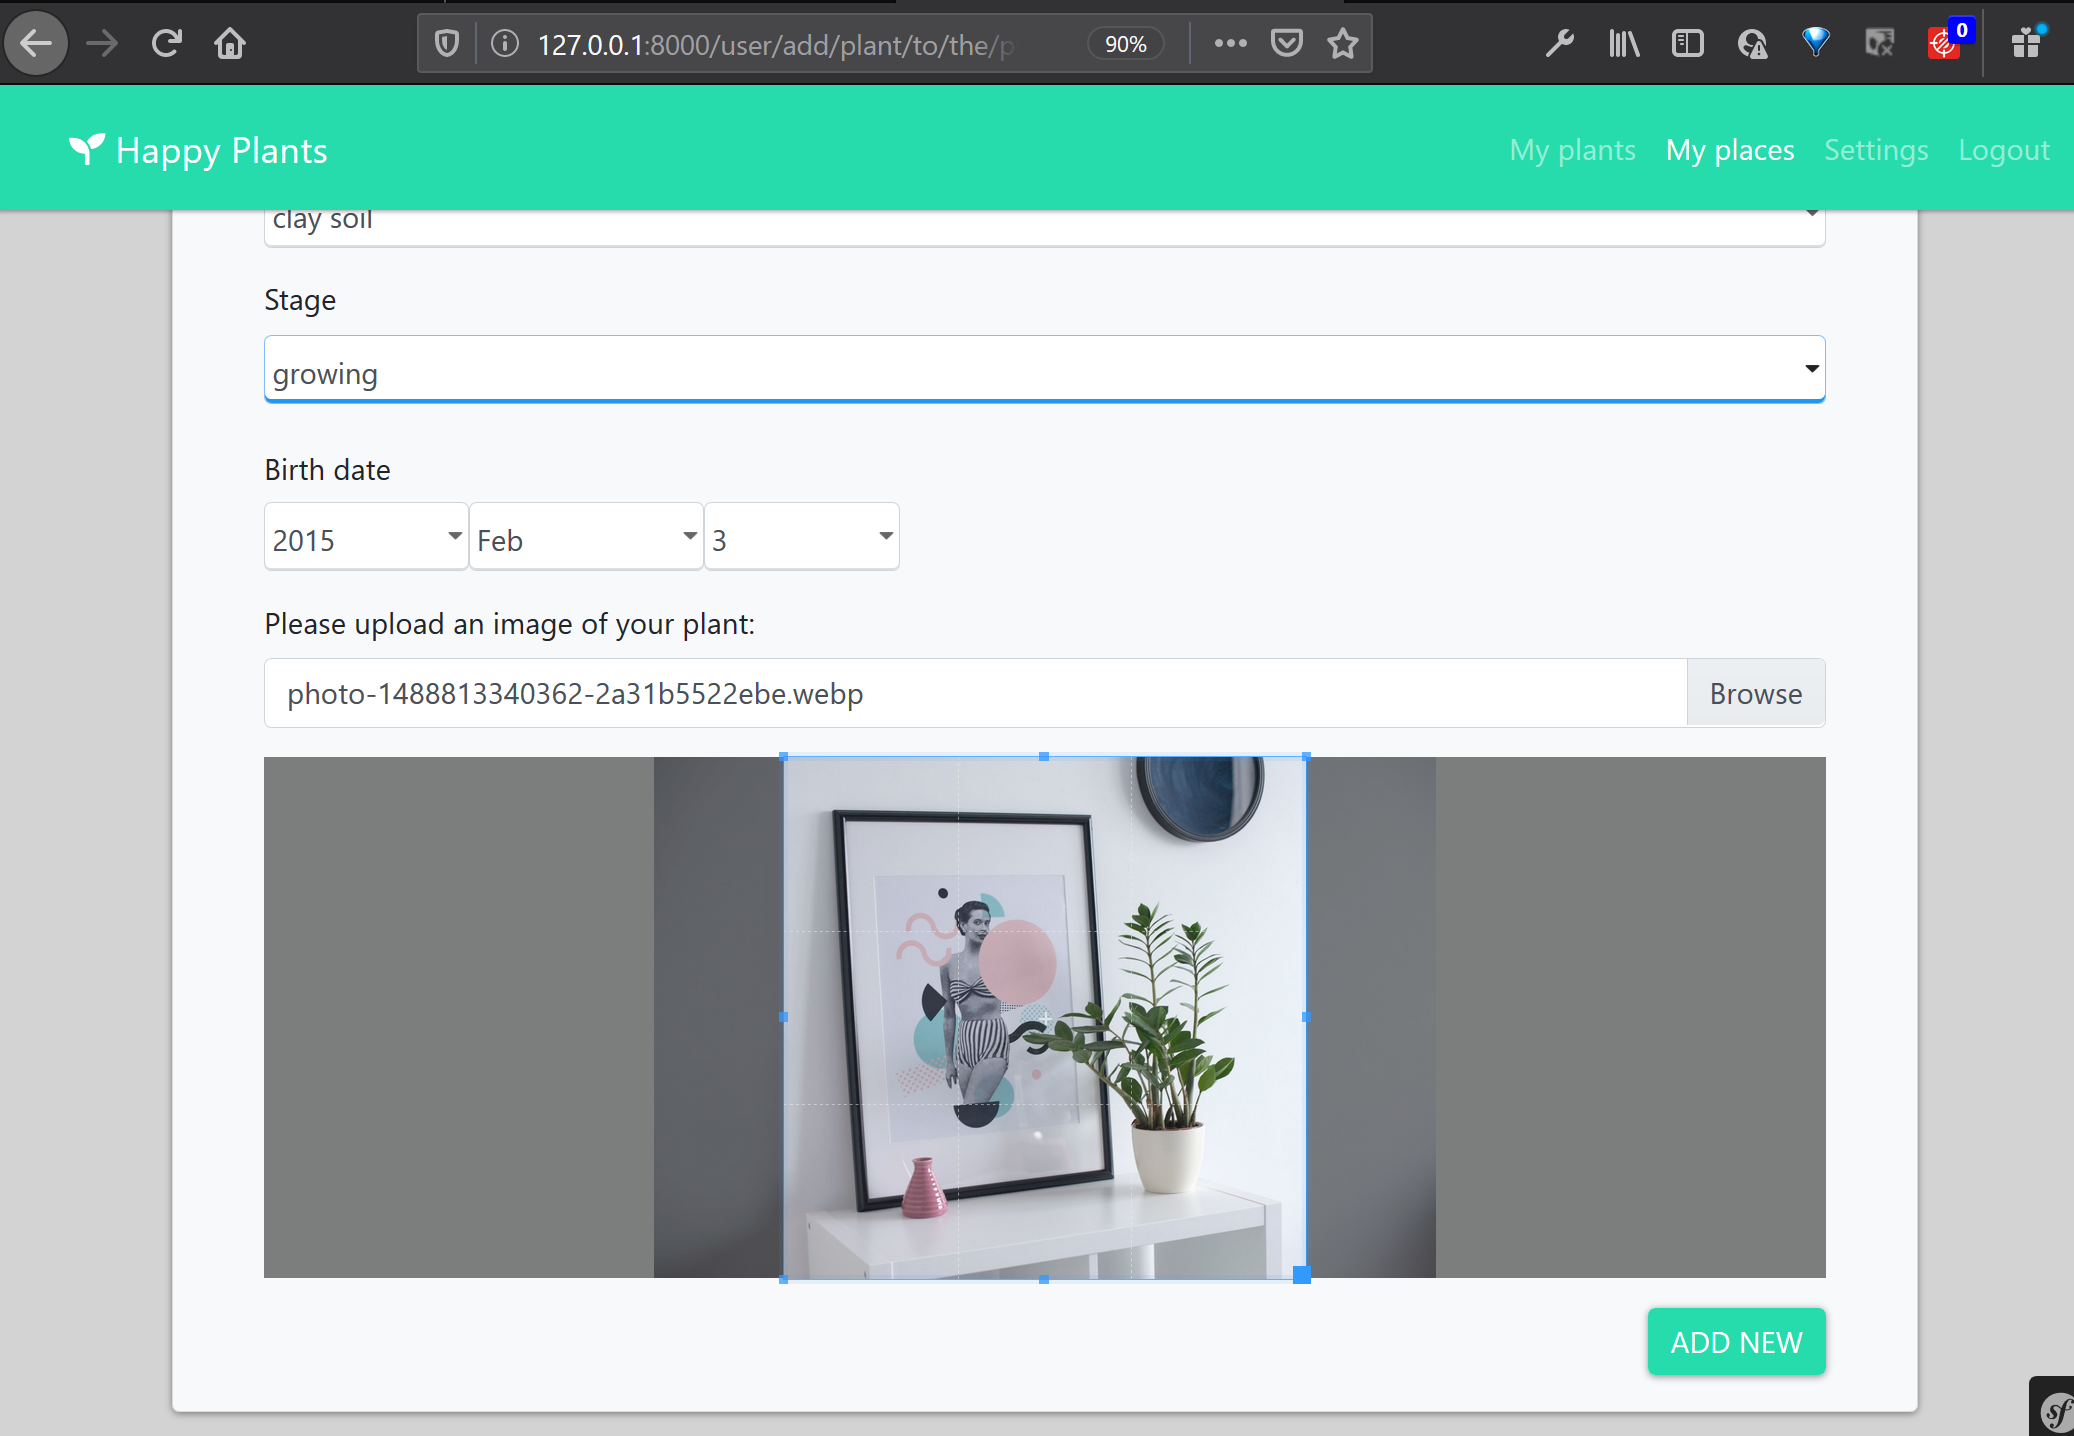 127.0.0.1:8000/user/add/plant/to/the/p
90%
0
Happy Plants
My plants
My places
Settings
Logout
clay soil
Stage
growing
Birth date
2015
Feb
3
Please upload an image of your plant:
photo-1488813340362-2a31b5522ebe.webp
Browse
ADD NEW
sf